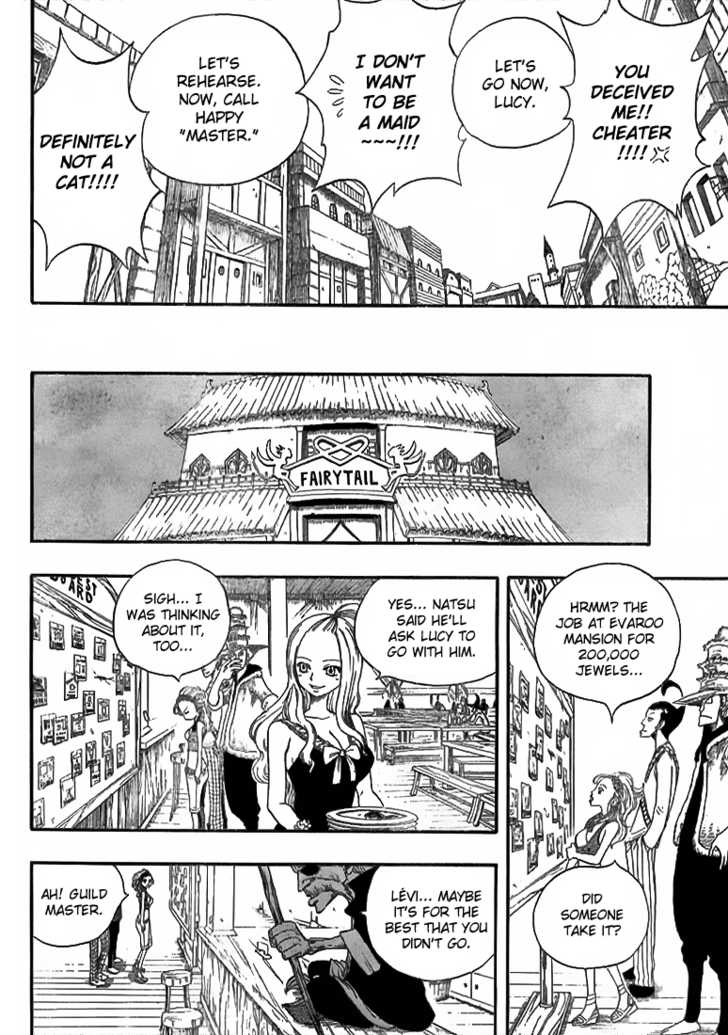 YOU
DECEIVED
ME!!
CHEATER
!!!!
LET'S
GO NOW,
LUCY.
I DON'T
WANT
TO BE
A MAID
~~~!!!
LET'S
REHEARSE.
NOW, CALL
HAPPY
"MASTER."
DEFINITELY
NOT A
CAT!!!!
FAIRYTAIL
HRMM? THE
JOB AT EVAROO
MANSION FOR
200,000
JEWELS...
DID
SOMEONE
TAKE IT?
YES... NATSU
SAID HE'LL
ASK LUCY TO
GO WITH HIM.
SIGH... I
WAS THINKING
ABOUT IT,
TOO...
LÉVI... MAYBE
IT'S FOR THE
BEST THAT YOU
DIDN'T GO.
AH! GUILD
MASTER.